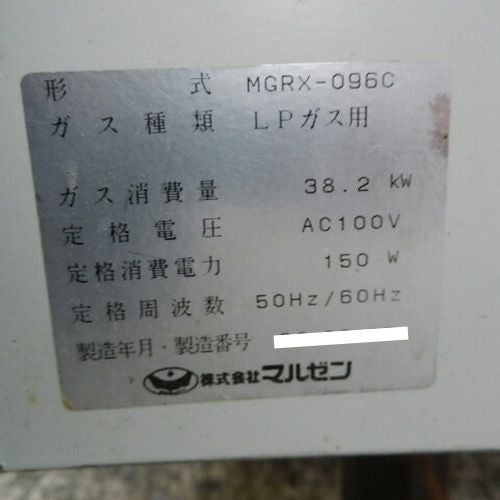 形 式 MGRX-096C
ガス種類 LPガス用
ガス消費量 38.2 kW
定格電圧 AC100V
定格消費電力 150 W
定格周波数 50Hz/60Hz
製造年月・製造番号
株式会社マルゼン